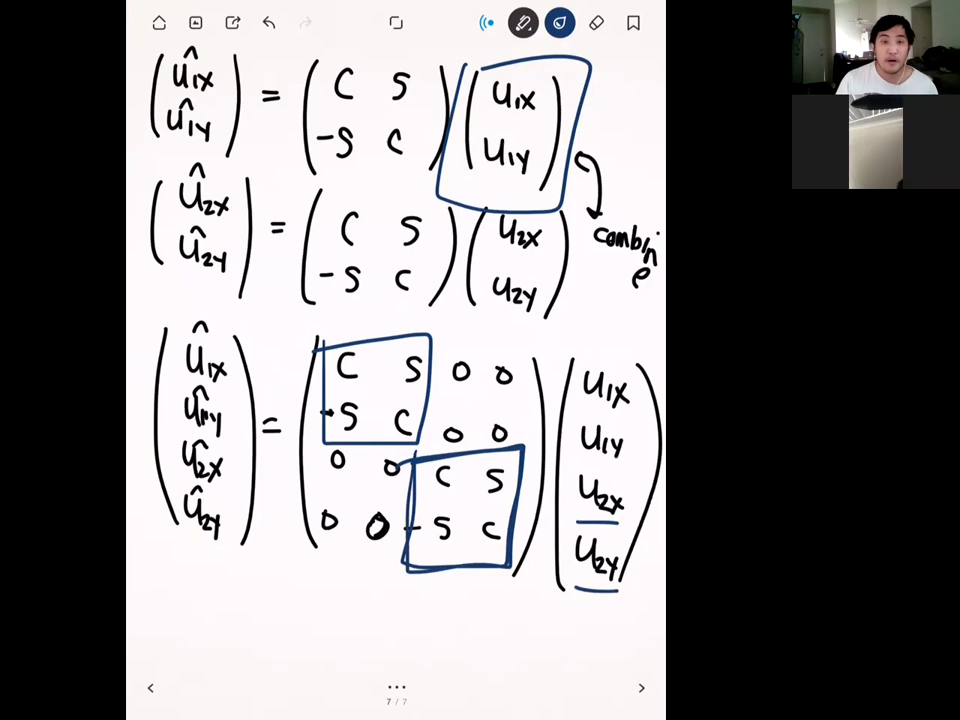 (û1x) = (C S) (u1x)
(û1y) (-S C) (u1y)
combine
(û2x) = (C S) (u2x)
(û2y) (-S C) (u2y)
(û1x) (C S 0 0) (u1x)
(û1y) = (-S C 0 0) (u1y)
(û2x) (0 0 C S) (u2x)
(û2y) (0 0 -S C) (u2y)
7 / 7